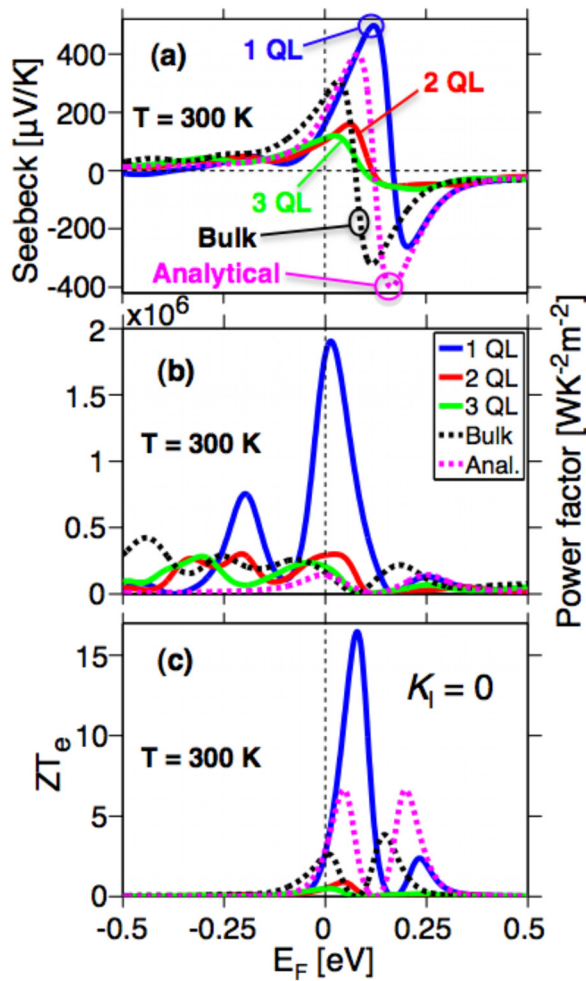 (a)
1 QL
2 QL
T = 300 K
3 QL
Bulk
Analytical
Seebeck [µV/K]
400
200
0
-200
-400
x10⁶
(b)
T = 300 K
1 QL
2 QL
3 QL
Bulk
Anal.
2
1.5
1
0.5
0
Power factor [WK⁻²m⁻²]
(c)
K_l = 0
T = 300 K
ZT_e
15
10
5
0
-0.5
-0.25
0
0.25
0.5
E_F [eV]